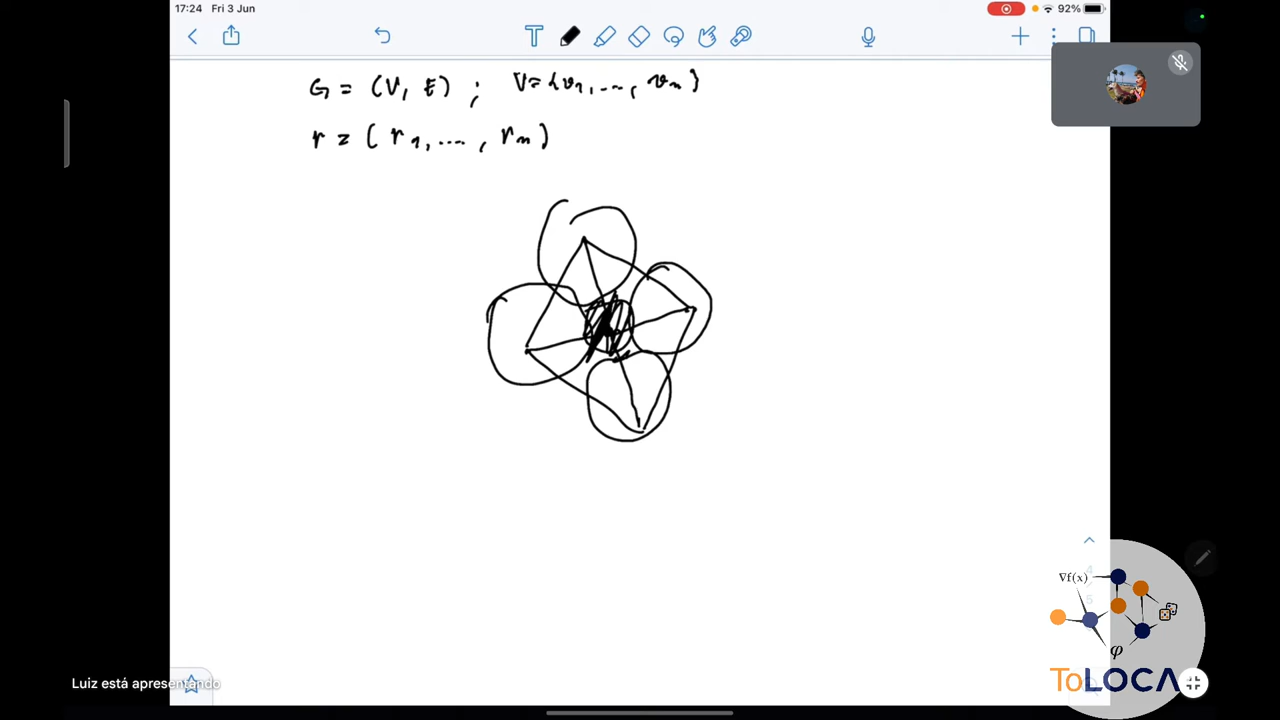 17:24 Fri 3 Jun 92%
T
G = (V, E) ; V={v1,..., vn}
r = ( r1,..., rn)
∇f(x)
φ
ToLOCA
Luiz está apresentando